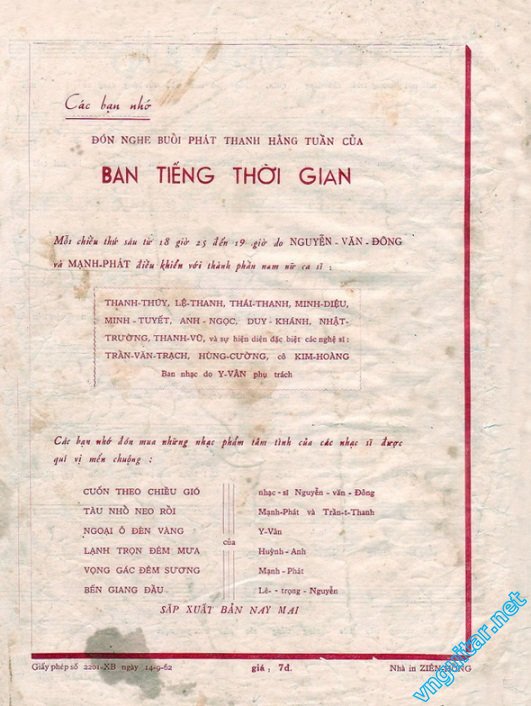 Các bạn nhớ
ĐÓN NGHE BUỔI PHÁT THANH HẰNG TUẦN CỦA
BAN TIẾNG THỜI GIAN
Mỗi chiều thứ sáu từ 18 giờ 25 đến 19 giờ do NGUYỄN-VĂN-ĐÔNG
và MẠNH-PHÁT điều khiển với thành phần nam nữ ca sĩ :
THANH-THÚY, LỆ-THANH, THÁI-THANH, MINH-DIỆU,
MINH-TUYẾT, ANH-NGỌC, DUY-KHÁNH, NHẬT-
TRƯỜNG, THANH-VŨ, và sự hiện diện đặc biệt các nghệ sĩ :
TRẦN-VĂN-TRẠCH, HÙNG-CƯỜNG, cô KIM-HOÀNG
Ban nhạc do Y-VÂN phụ trách
Các bạn nhớ đón mua những nhạc phẩm tâm tình của các nhạc sĩ được
quí vị mến chuộng :
CUỐN THEO CHIỀU GIÓ nhạc-sĩ Nguyễn-văn-Đông
TÀU NHỔ NEO RỒI Mạnh-Phát và Trần-t-Thanh
NGOẠI Ô ĐÈN VÀNG Y-Vân
của
LẠNH TRỌN ĐÊM MƯA Huỳnh-Anh
VỌNG GÁC ĐÊM SƯƠNG Mạnh-Phát
BẾN GIANG ĐẦU Lê--trọng-Nguyễn
SẮP XUẤT BẢN NAY MAI
Giấy phép số 2201-XB ngày 14-9-62 giá : 7đ. Nhà in ZIÊN-HỒNG
vnguitar.net